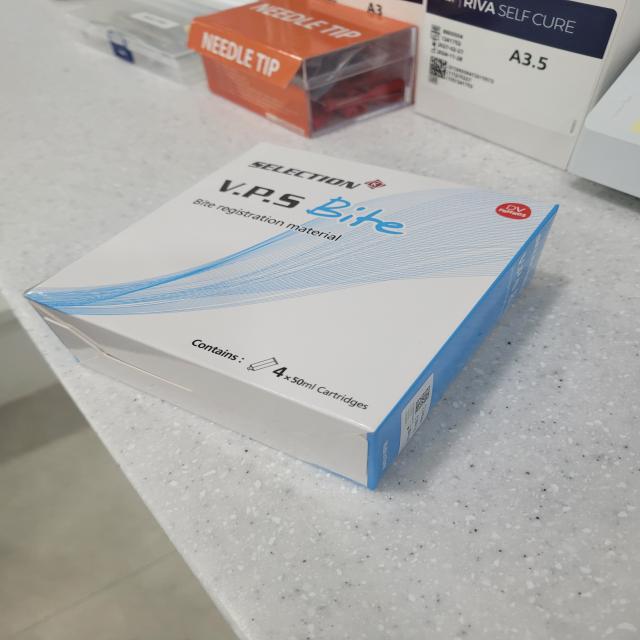 A3
NEEDLE TIP
NEEDLE TIP
RIVA SELF CURE
A3.5
SELECTION
V.P.S Bite
Bite registration material
Contains :
4 x 50ml Cartridges